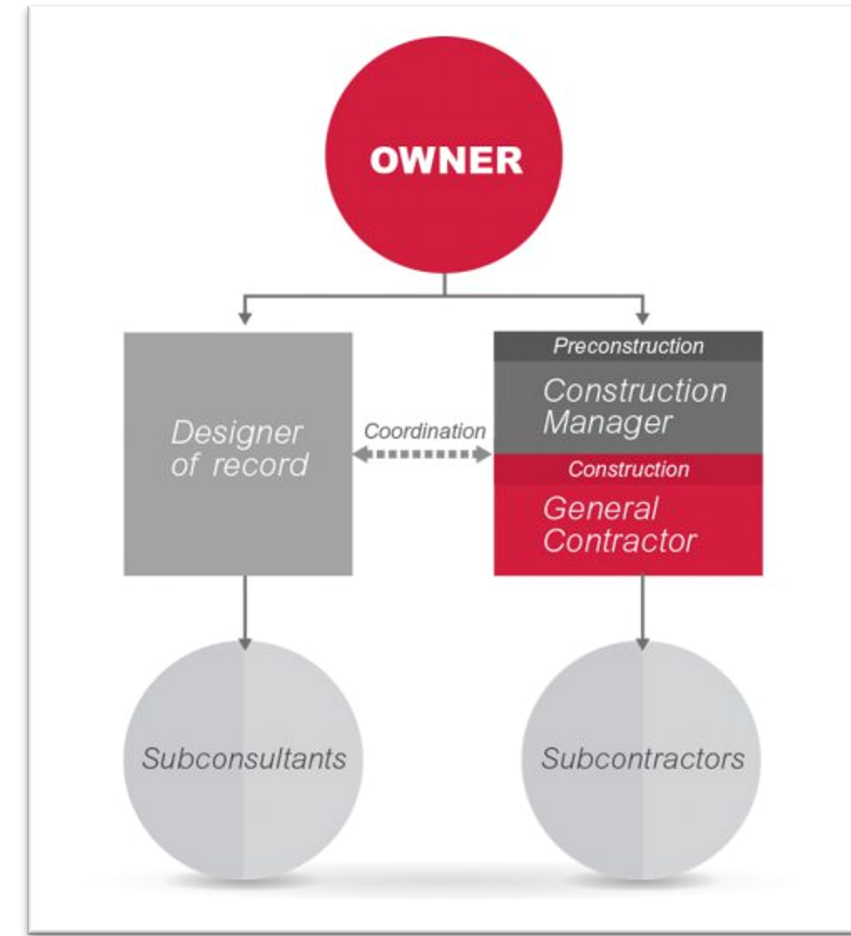 OWNER
Preconstruction
Construction
Manager
Designer
of record
Coordination
Construction
General
Contractor
Subconsultants
Subcontractors